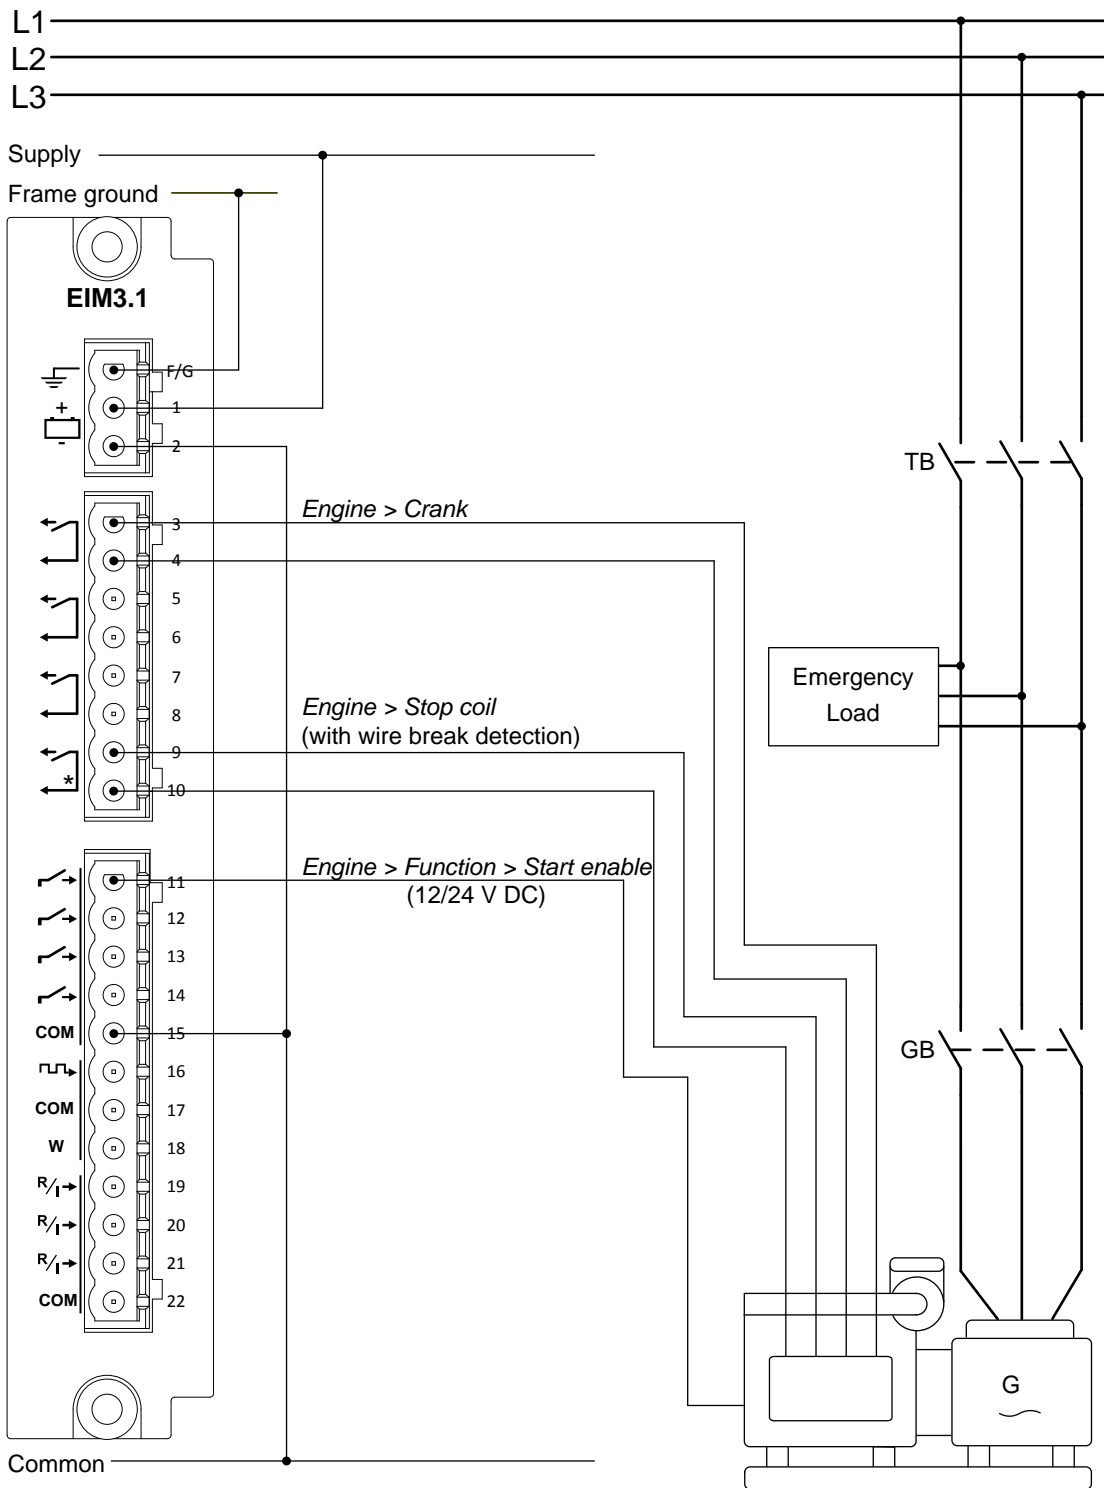 L1
L2
L3
Supply
Frame ground
EIM3.1
F/G
+
1
-
2
Engine > Crank
3
4
5
6
7
8
Engine > Stop coil
(with wire break detection)
9
*
10
Engine > Function > Start enable
(12/24 V DC)
11
12
13
14
COM 15
16
COM 17
W 18
R/I 19
R/I 20
R/I 21
COM 22
Common
TB
Emergency
Load
GB
G